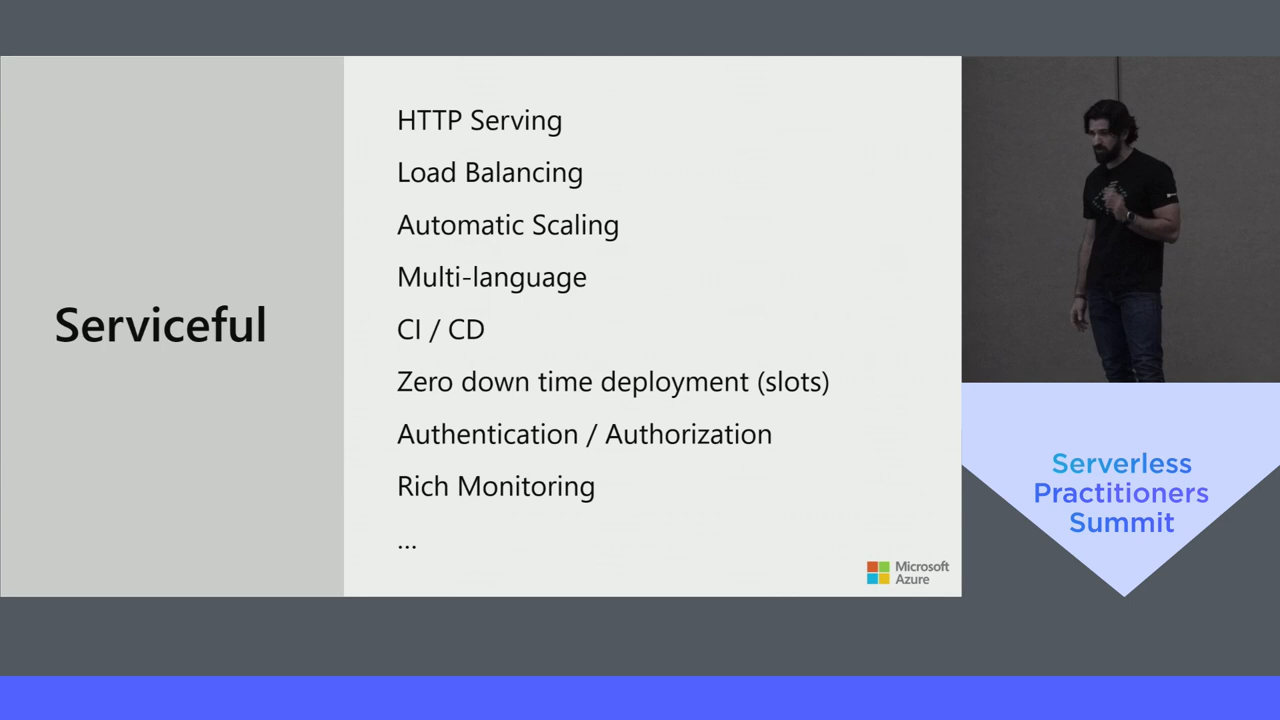 Serviceful
HTTP Serving
Load Balancing
Automatic Scaling
Multi-language
CI / CD
Zero down time deployment (slots)
Authentication / Authorization
Rich Monitoring
...
Microsoft
Azure
Serverless
Practitioners
Summit